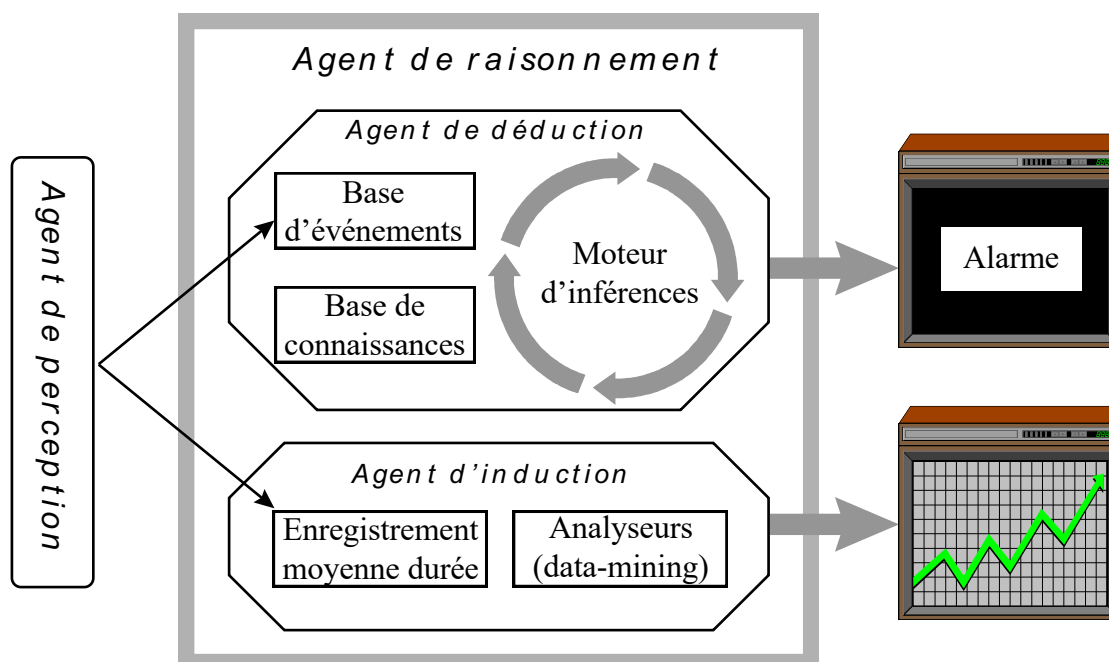 Agent de raisonnement
Agent de déduction
Agent de perception
Base
d’événements
Base de
connaissances
Moteur
d’inférences
Alarme
Agent d’induction
Enregistrement
moyenne durée
Analyseurs
(data-mining)